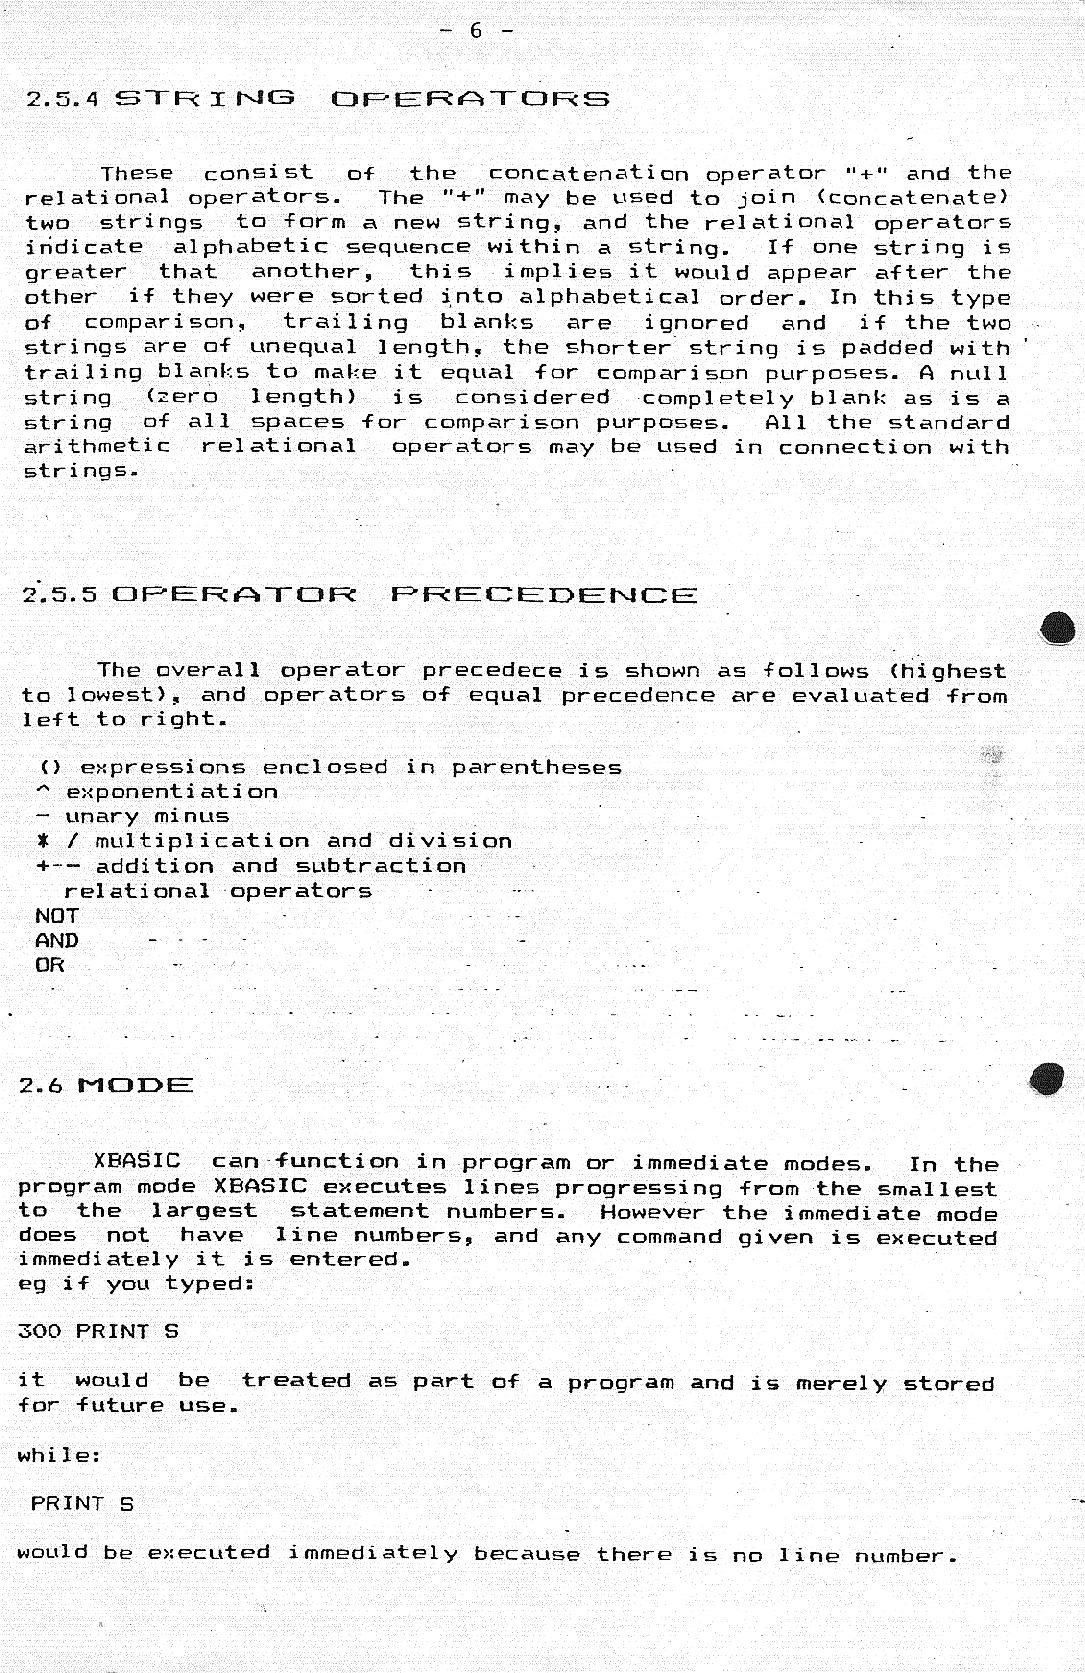 - 6 -
2.5.4 STRING OPERATORS
These consist of the concatenation operator "+" and the
relational operators. The "+" may be used to join (concatenate)
two strings to form a new string, and the relational operators
indicate alphabetic sequence within a string. If one string is
greater that another, this implies it would appear after the
other if they were sorted into alphabetical order. In this type
of comparison, trailing blanks are ignored and if the two
strings are of unequal length, the shorter string is padded with
trailing blanks to make it equal for comparison purposes. A null
string (zero length) is considered completely blank as is a
string of all spaces for comparison purposes. All the standard
arithmetic relational operators may be used in connection with
strings.
2.5.5 OPERATOR PRECEDENCE
The overall operator precedece is shown as follows (highest
to lowest), and operators of equal precedence are evaluated from
left to right.
() expressions enclosed in parentheses
^ exponentiation
- unary minus
* / multiplication and division
+-- addition and subtraction
relational operators
NOT
AND
OR
2.6 MODE
XBASIC can function in program or immediate modes. In the
program mode XBASIC executes lines progressing from the smallest
to the largest statement numbers. However the immediate mode
does not have line numbers, and any command given is executed
immediately it is entered.
eg if you typed:
300 PRINT S
it would be treated as part of a program and is merely stored
for future use.
while:
PRINT S
would be executed immediately because there is no line number.